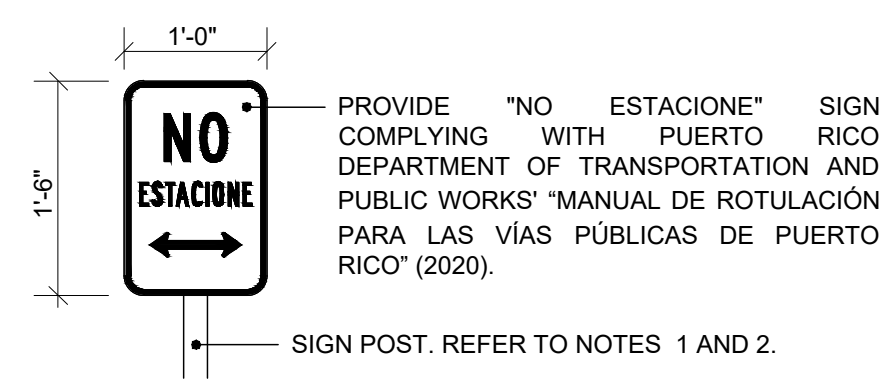 1'-0"
1'-6"
NO
ESTACIONE
PROVIDE "NO ESTACIONE" SIGN
COMPLYING WITH PUERTO RICO
DEPARTMENT OF TRANSPORTATION AND
PUBLIC WORKS' “MANUAL DE ROTULACIÓN
PARA LAS VÍAS PÚBLICAS DE PUERTO
RICO” (2020).
SIGN POST. REFER TO NOTES 1 AND 2.